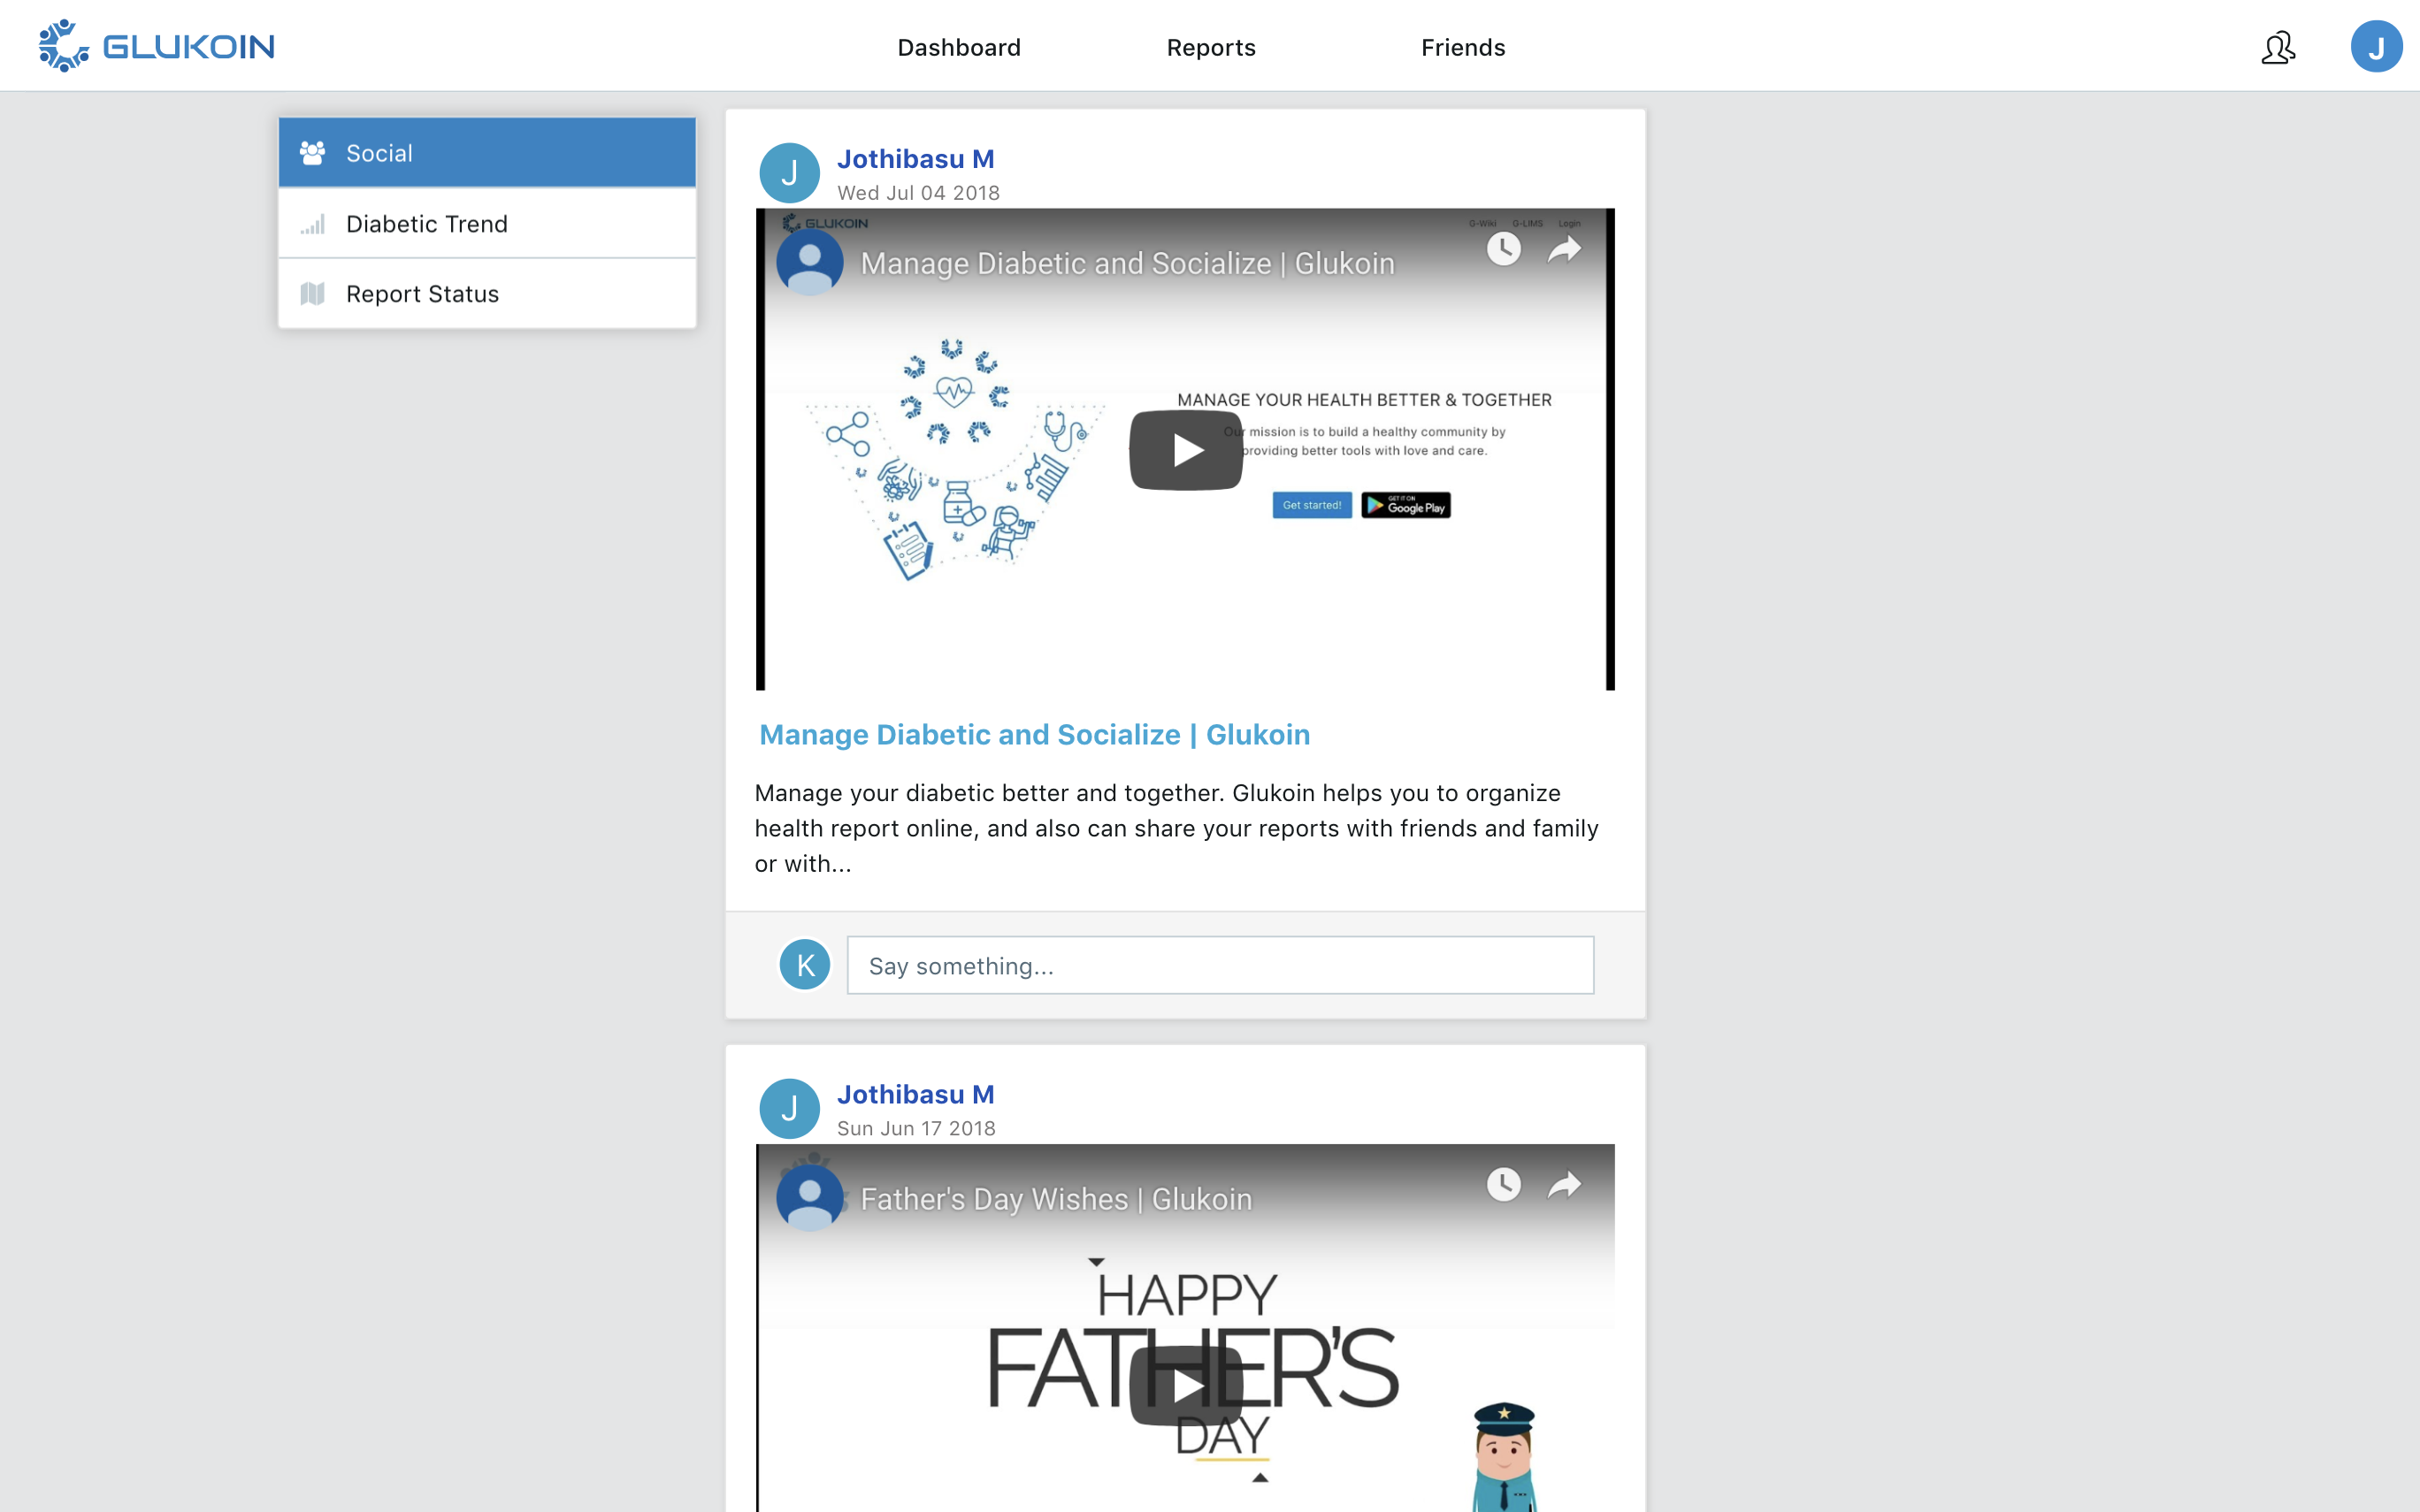 GLUKOIN
Dashboard
Reports
Friends
J
Social
Diabetic Trend
Report Status
J
Jothibasu M
Wed Jul 04 2018
GLUKOIN
G-Wiki
G-LIMS
Login
Manage Diabetic and Socialize | Glukoin
MANAGE YOUR HEALTH BETTER & TOGETHER
Our mission is to build a healthy community by
providing better tools with love and care.
Get started!
GET IT ON
Google Play
Manage Diabetic and Socialize | Glukoin
Manage your diabetic better and together. Glukoin helps you to organize
health report online, and also can share your reports with friends and family
or with...
K
Say something...
J
Jothibasu M
Sun Jun 17 2018
Father's Day Wishes | Glukoin
HAPPY
FATHER'S
DAY